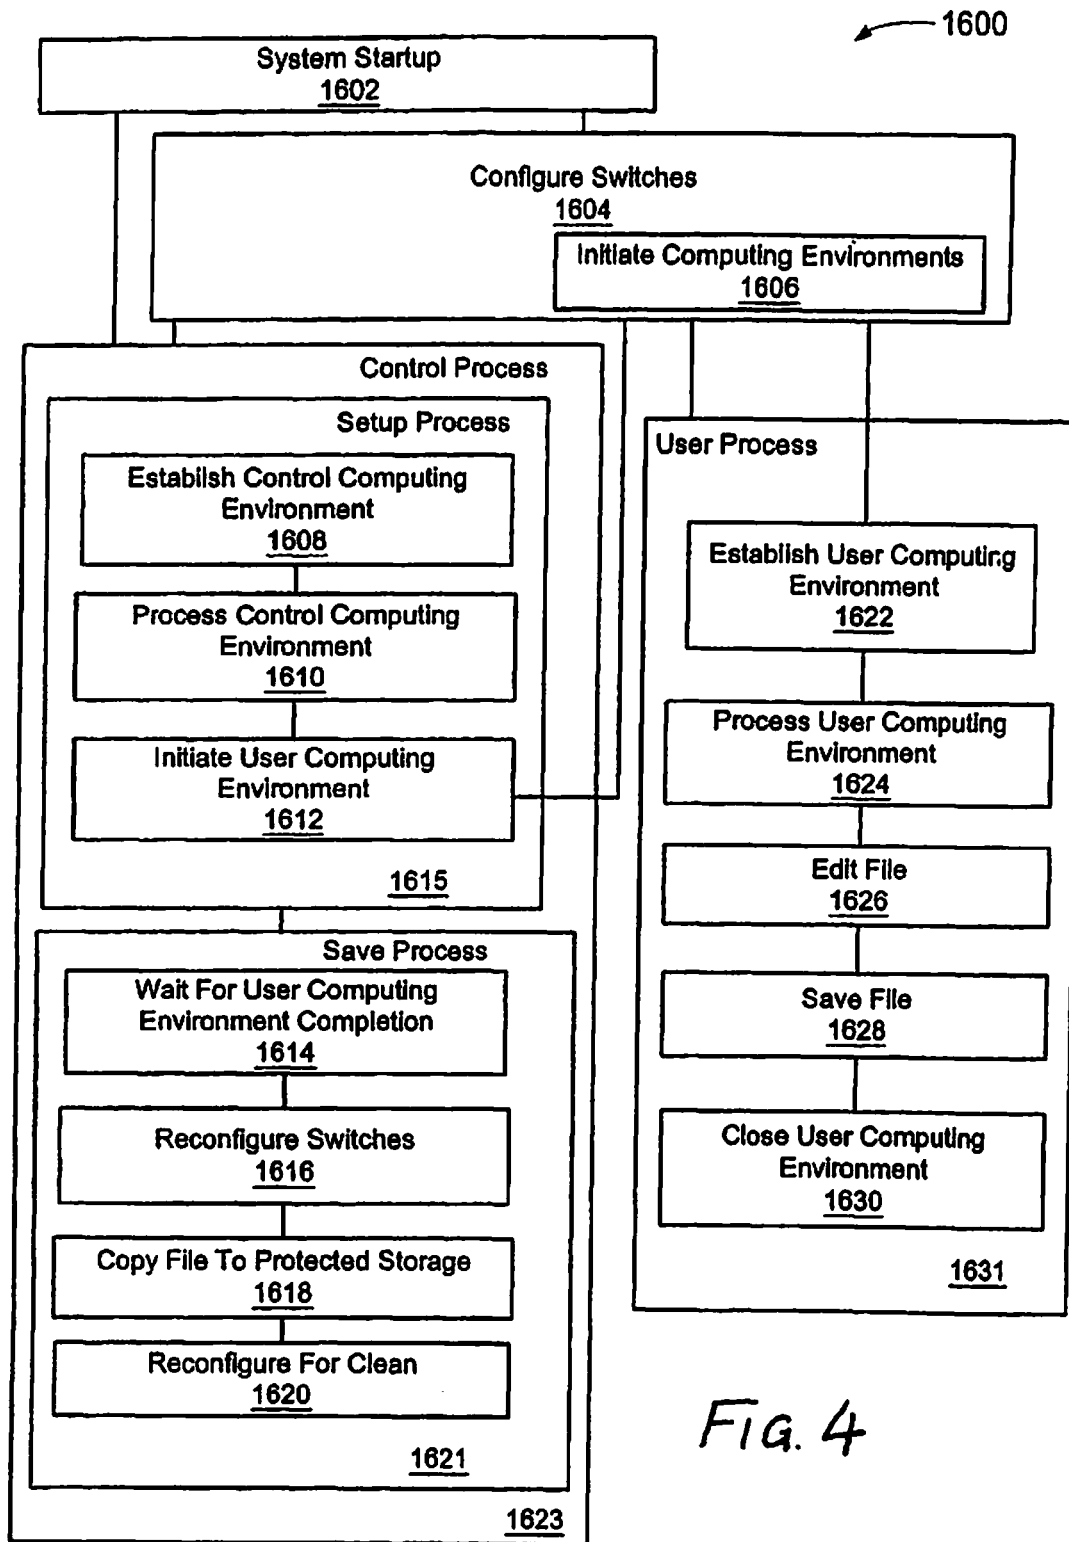 1600
System Startup
1602
Configure Switches
1604
Initiate Computing Environments
1606
Control Process
Setup Process
Establish Control Computing
Environment
1608
Process Control Computing
Environment
1610
Initiate User Computing
Environment
1612
1615
Save Process
Wait For User Computing
Environment Completion
1614
Reconfigure Switches
1616
Copy File To Protected Storage
1618
Reconfigure For Clean
1620
1621
1623
User Process
Establish User Computing
Environment
1622
Process User Computing
Environment
1624
Edit File
1626
Save File
1628
Close User Computing
Environment
1630
1631
FIG. 4